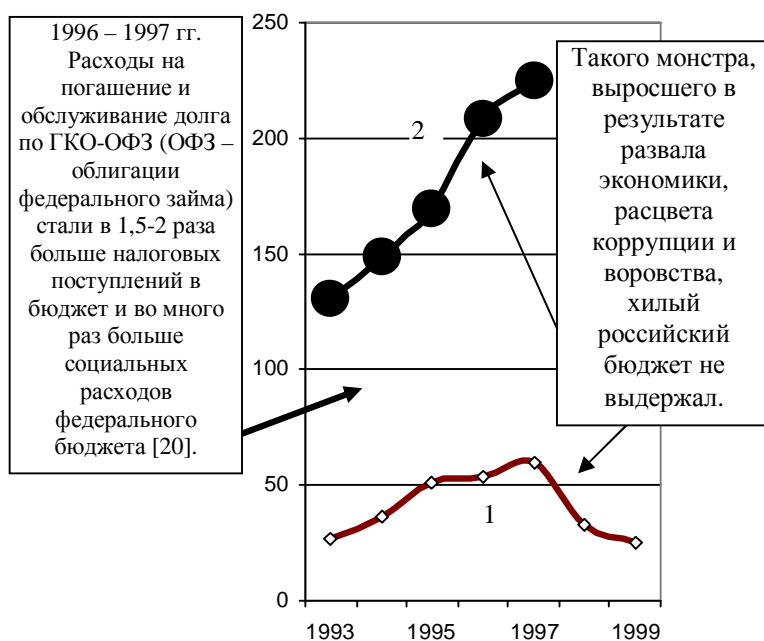 1996 – 1997 гг.
Расходы на
погашение и
обслуживание долга
по ГКО-ОФЗ (ОФЗ –
облигации
федерального займа)
стали в 1,5-2 раза
больше налоговых
поступлений в
бюджет и во много
раз больше
социальных
расходов
федерального
бюджета [20].
250
200
150
100
50
0
2
1
Такого монстра,
выросшего в
результате
развала
экономики,
расцвета
коррупции и
воровства,
хилый
российский
бюджет не
выдержал.
1993 1995 1997 1999